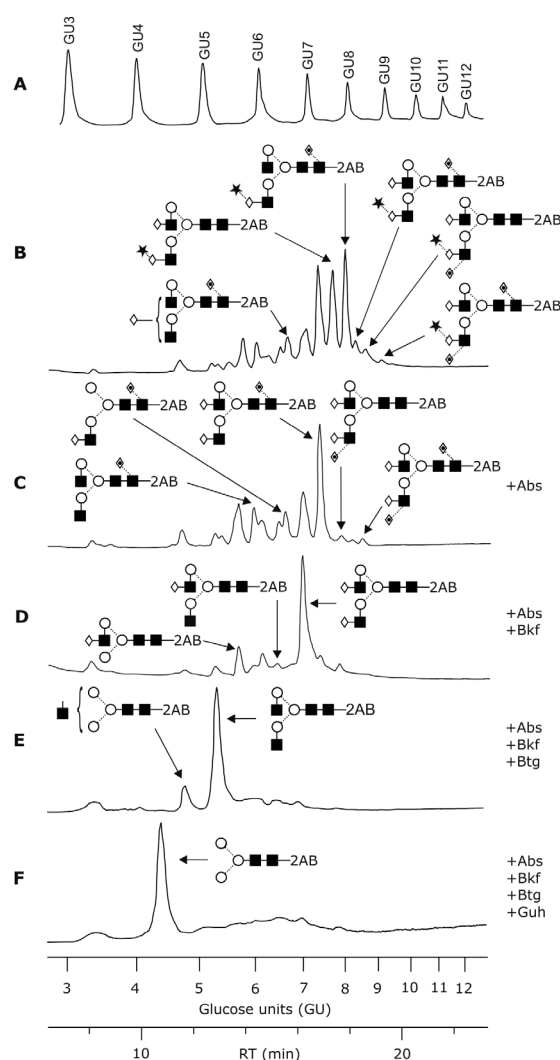 GU3 GU4 GU5 GU6 GU7 GU8 GU9 GU10 GU11 GU12
A
2AB
2AB
2AB
2AB
B
2AB
2AB
2AB
2AB
2AB
2AB
2AB
2AB
C
+Abs
2AB
2AB
D
2AB
+Abs
+Bkf
2AB
2AB
E
+Abs
+Bkf
+Btg
2AB
F
+Abs
+Bkf
+Btg
+Guh
3 4 5 6 7 8 9 10 11 12
Glucose units (GU)
10 20
RT (min)